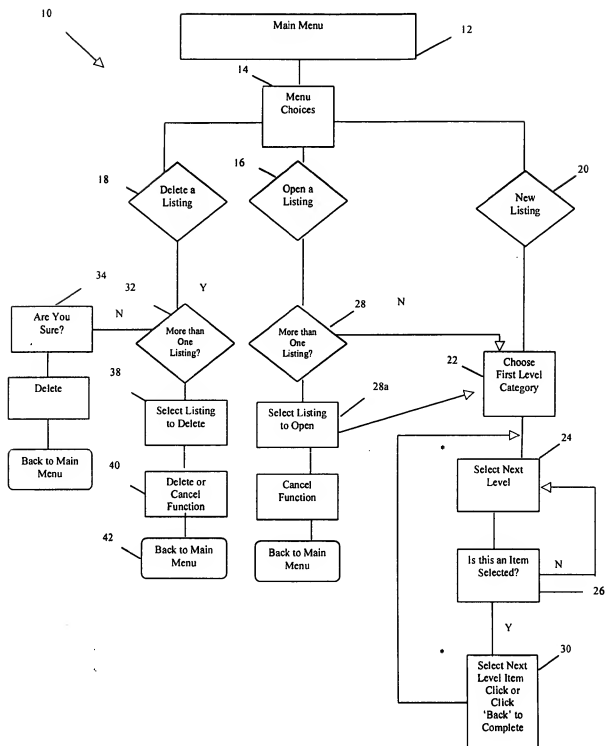 10
Main Menu
12
14
Menu
Choices
18
Delete a
Listing
16
Open a
Listing
20
New
Listing
34
32
Y
28
N
Are You
Sure?
N
More than
One
Listing?
More than
One
Listing?
22
Choose
First Level
Category
38
28a
Delete
Select Listing
to Delete
Select Listing
to Open
24
Back to Main
Menu
40
Delete or
Cancel
Function
Cancel
Function
Select Next
Level
42
Back to Main
Menu
Back to Main
Menu
Is this an Item
Selected?
N
26
Y
30
Select Next
Level Item
Click or
Click
'Back' to
Complete